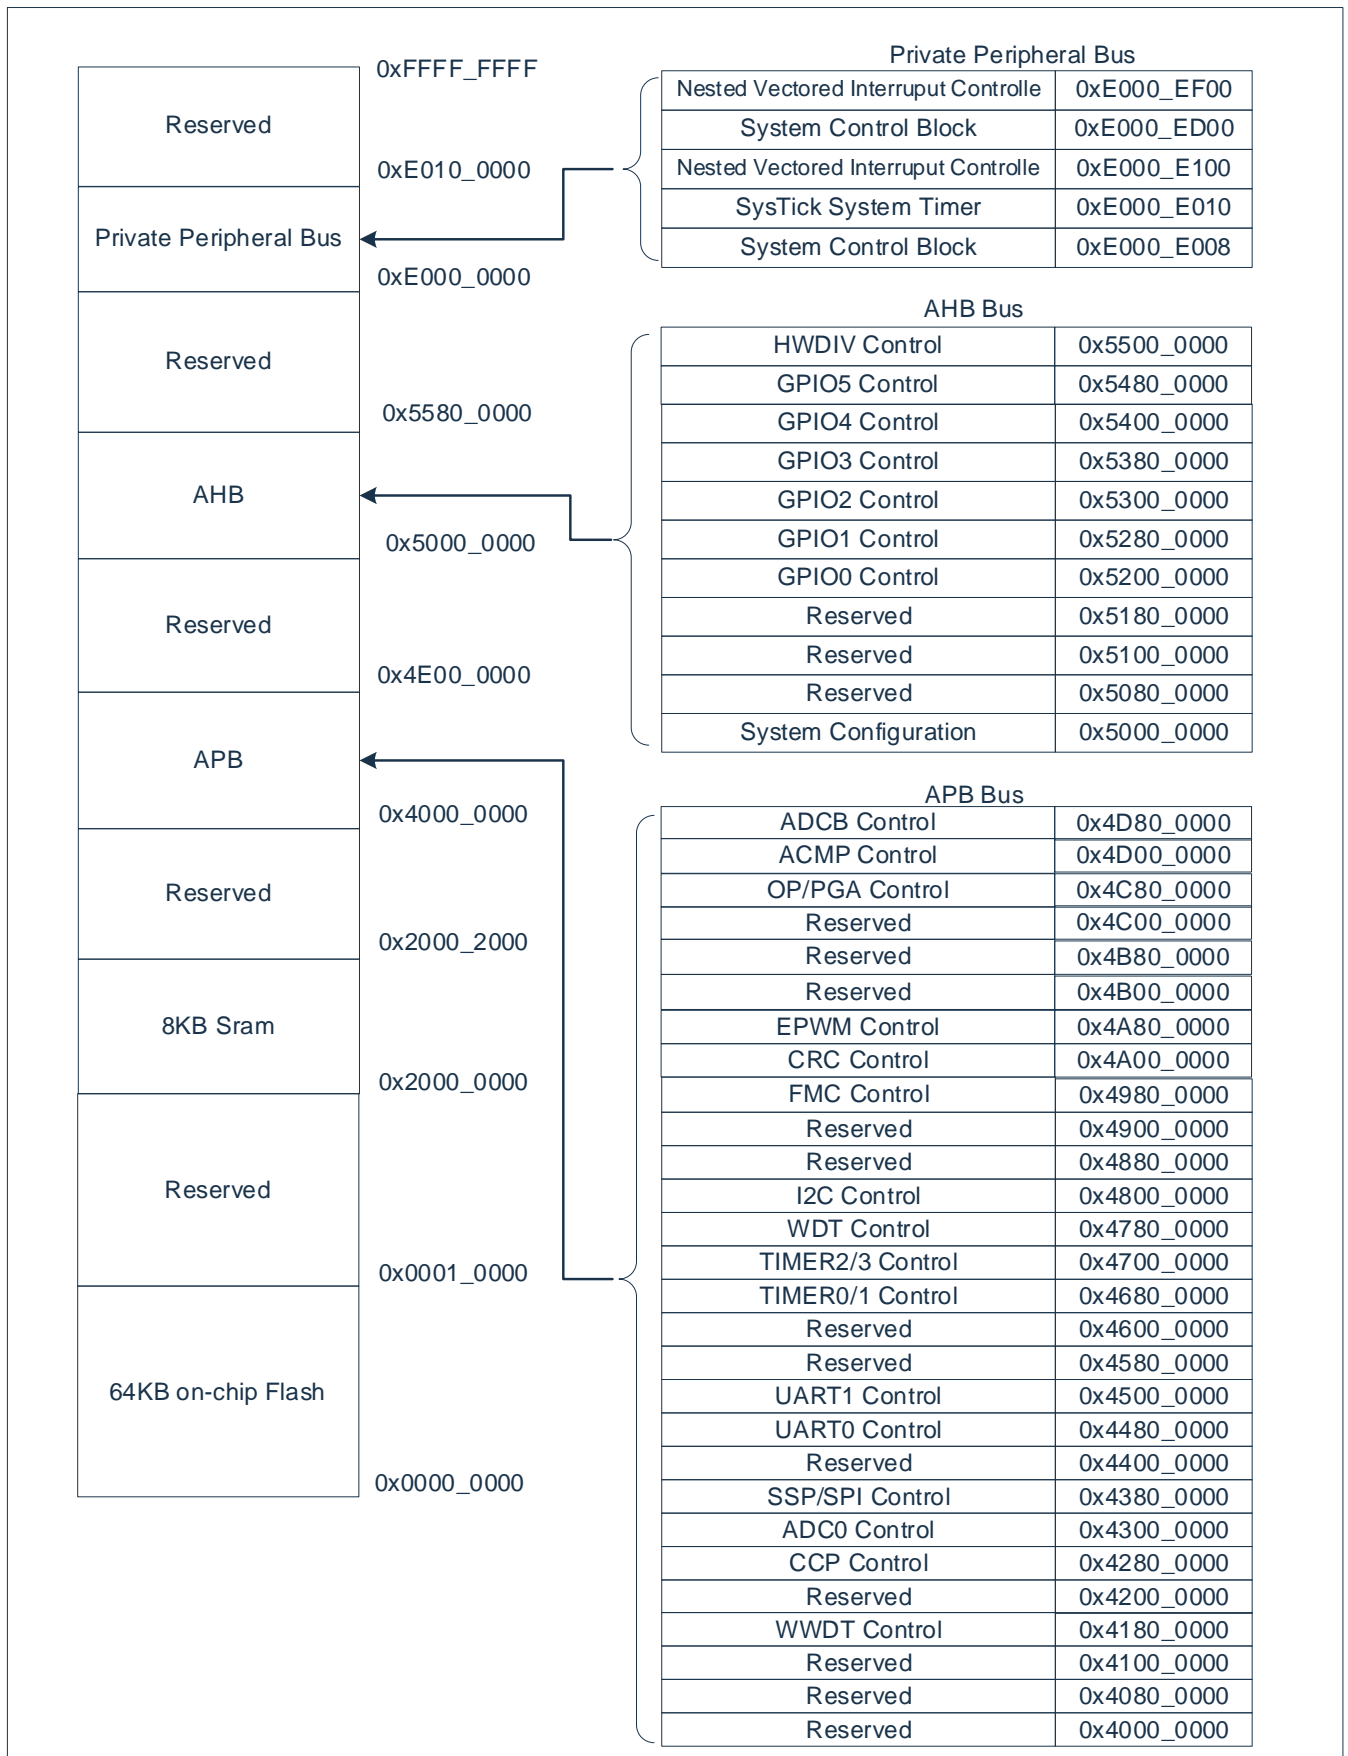 0xFFFF_FFFF
Reserved
0xE010_0000
Private Peripheral Bus
0xE000_0000
Reserved
0x5580_0000
AHB
0x5000_0000
Reserved
0x4E00_0000
APB
0x4000_0000
Reserved
0x2000_2000
8KB Sram
0x2000_0000
Reserved
0x0001_0000
64KB on-chip Flash
0x0000_0000
Private Peripheral Bus
Nested Vectored Interruput Controlle 0xE000_EF00
System Control Block 0xE000_ED00
Nested Vectored Interruput Controlle 0xE000_E100
SysTick System Timer 0xE000_E010
System Control Block 0xE000_E008
AHB Bus
HWDIV Control 0x5500_0000
GPIO5 Control 0x5480_0000
GPIO4 Control 0x5400_0000
GPIO3 Control 0x5380_0000
GPIO2 Control 0x5300_0000
GPIO1 Control 0x5280_0000
GPIO0 Control 0x5200_0000
Reserved 0x5180_0000
Reserved 0x5100_0000
Reserved 0x5080_0000
System Configuration 0x5000_0000
APB Bus
ADCB Control 0x4D80_0000
ACMP Control 0x4D00_0000
OP/PGA Control 0x4C80_0000
Reserved 0x4C00_0000
Reserved 0x4B80_0000
Reserved 0x4B00_0000
EPWM Control 0x4A80_0000
CRC Control 0x4A00_0000
FMC Control 0x4980_0000
Reserved 0x4900_0000
Reserved 0x4880_0000
I2C Control 0x4800_0000
WDT Control 0x4780_0000
TIMER2/3 Control 0x4700_0000
TIMER0/1 Control 0x4680_0000
Reserved 0x4600_0000
Reserved 0x4580_0000
UART1 Control 0x4500_0000
UART0 Control 0x4480_0000
Reserved 0x4400_0000
SSP/SPI Control 0x4380_0000
ADC0 Control 0x4300_0000
CCP Control 0x4280_0000
Reserved 0x4200_0000
WWDT Control 0x4180_0000
Reserved 0x4100_0000
Reserved 0x4080_0000
Reserved 0x4000_0000